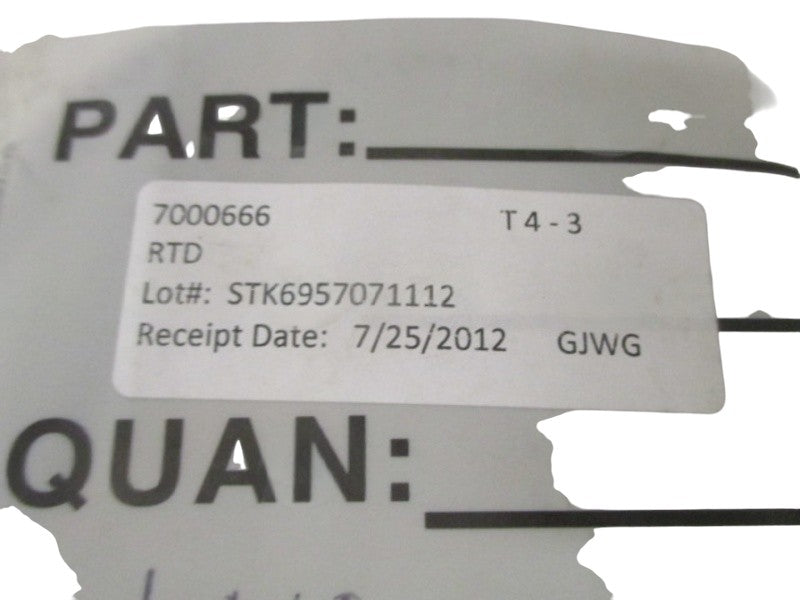 PART:
7000666 T4-3
RTD
Lot#: STK6957071112
Receipt Date: 7/25/2012 GJWG
QUAN: